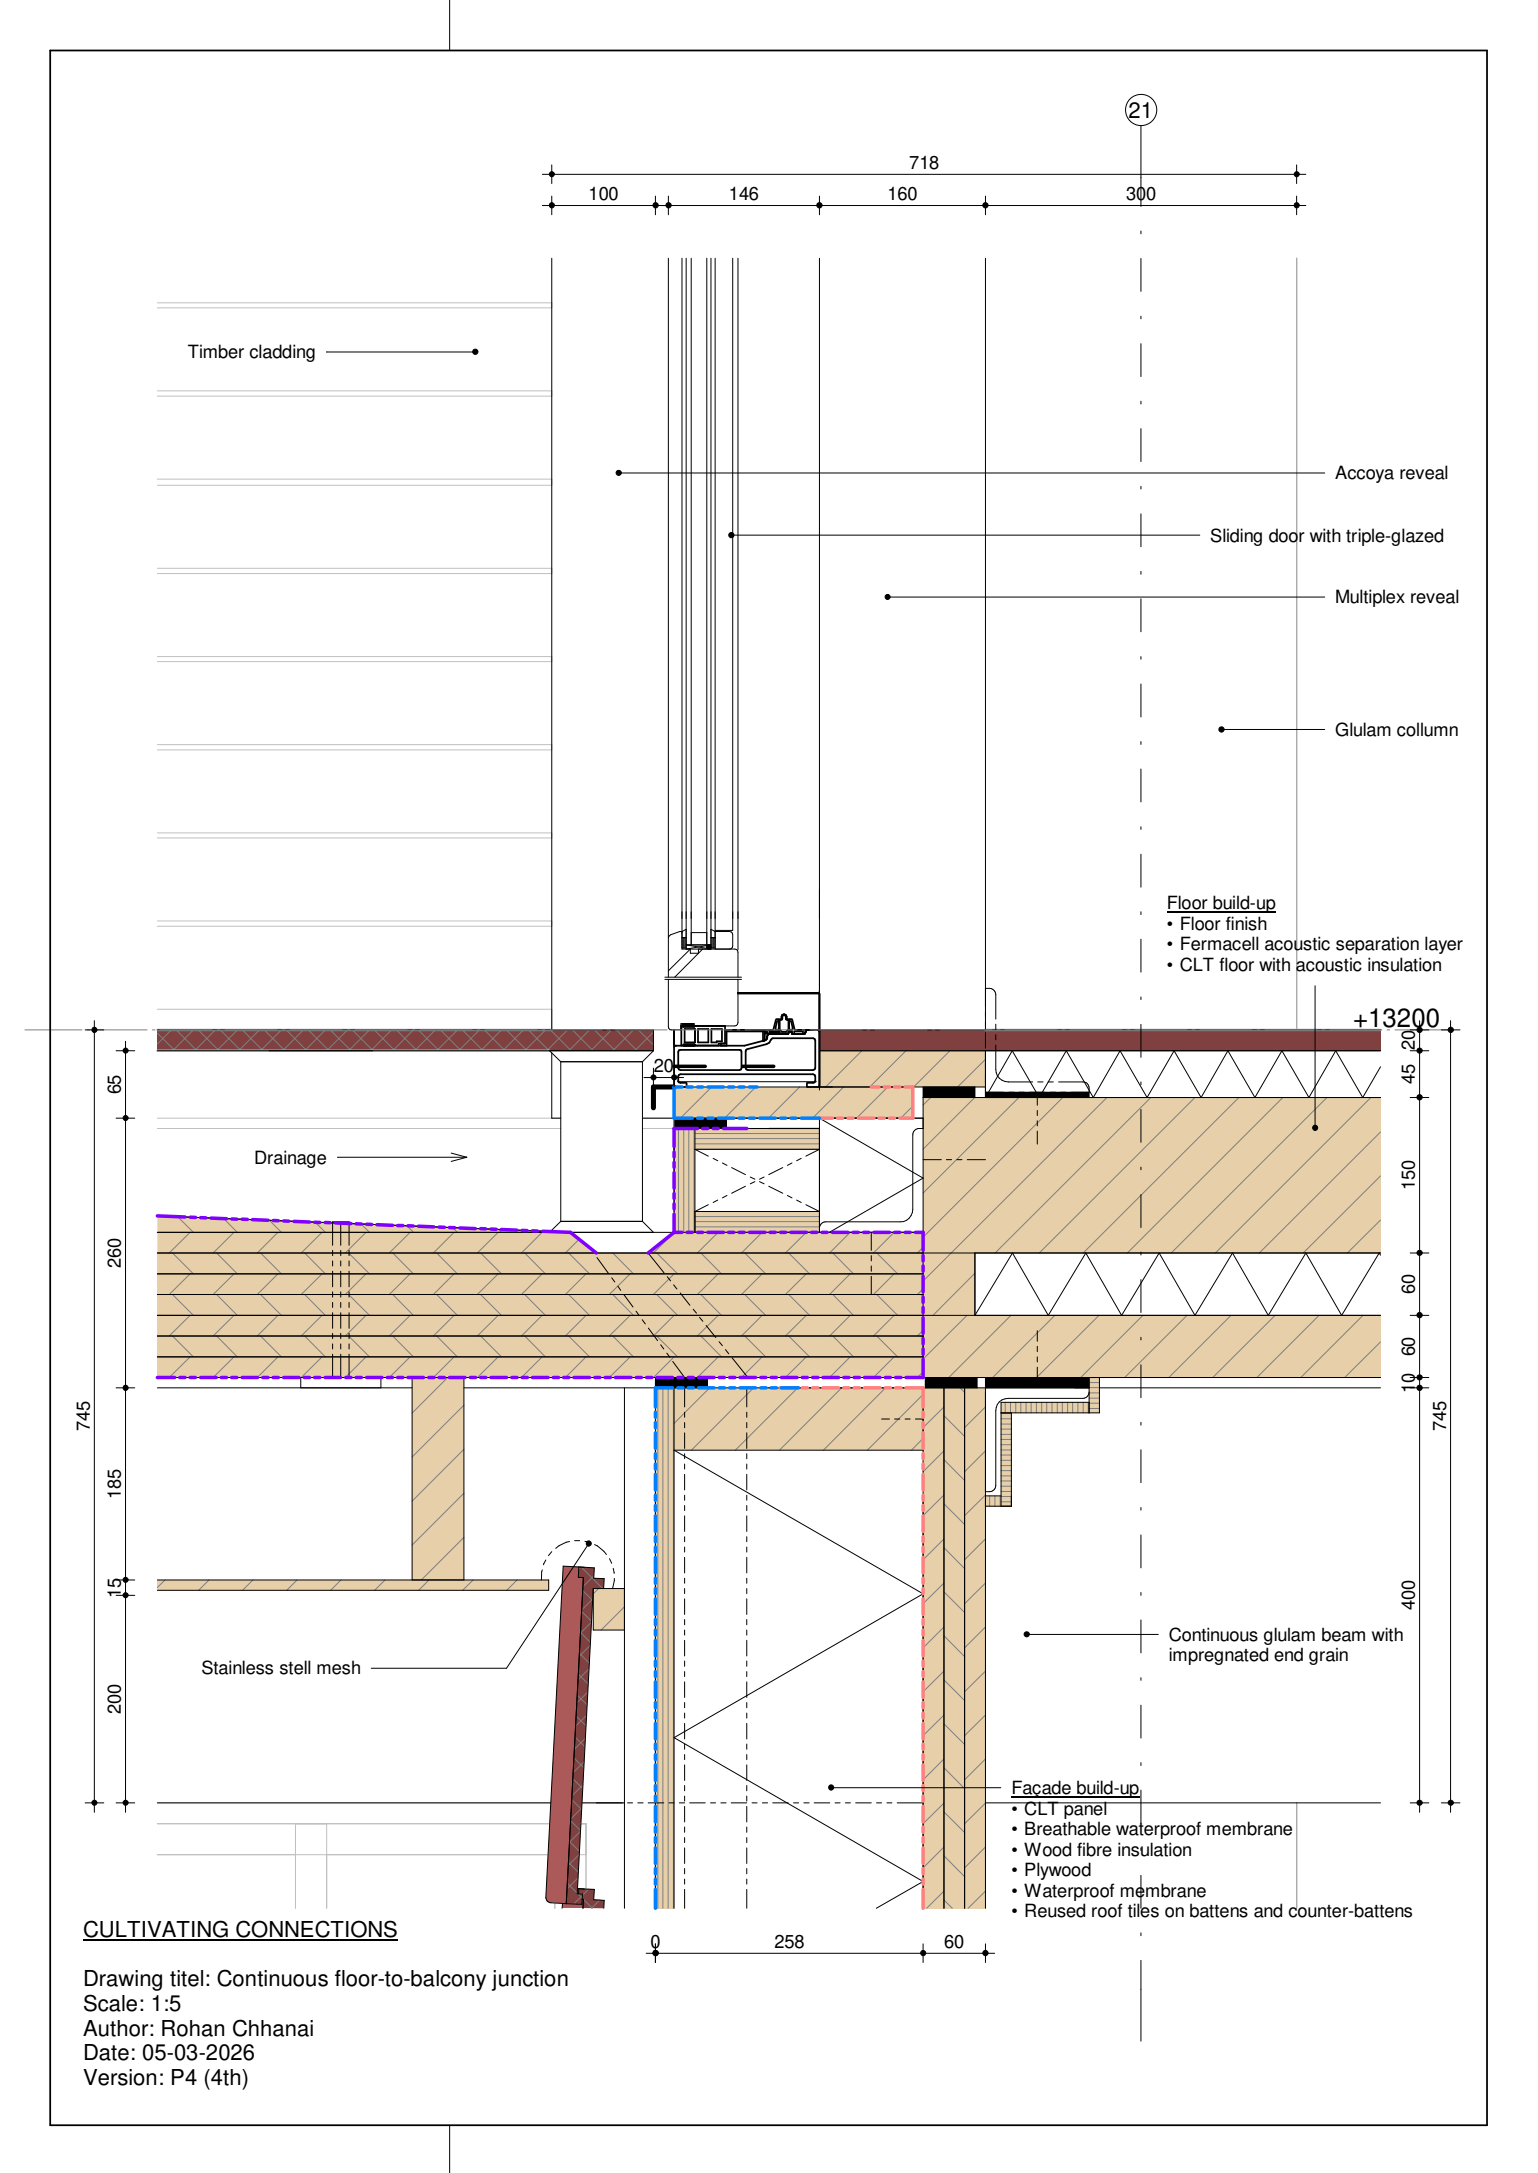 21
718
100
146
160
300
Timber cladding
Accoya reveal
Sliding door with triple-glazed
Multiplex reveal
Glulam collumn
Floor build-up
• Floor finish
• Fermacell acoustic separation layer
• CLT floor with acoustic insulation
+13200
20
20
65
45
Drainage
150
260
60
60
10
745
745
185
15
400
Continuous glulam beam with
impregnated end grain
Stainless stell mesh
200
Façade build-up
• CLT panel
• Breathable waterproof membrane
• Wood fibre insulation
• Plywood
• Waterproof membrane
• Reused roof tiles on battens and counter-battens
0
258
60
CULTIVATING CONNECTIONS
Drawing titel: Continuous floor-to-balcony junction
Scale: 1:5
Author: Rohan Chhanai
Date: 05-03-2026
Version: P4 (4th)